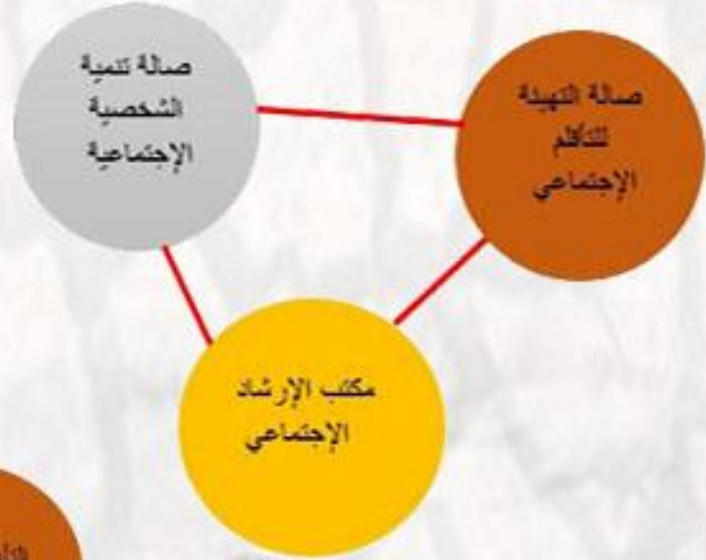 صالة تنمية
الشخصية
الإجتماعية
صالة التهيئة
للتأقلم
الإجتماعي
مكتب الإرشاد
الإجتماعي